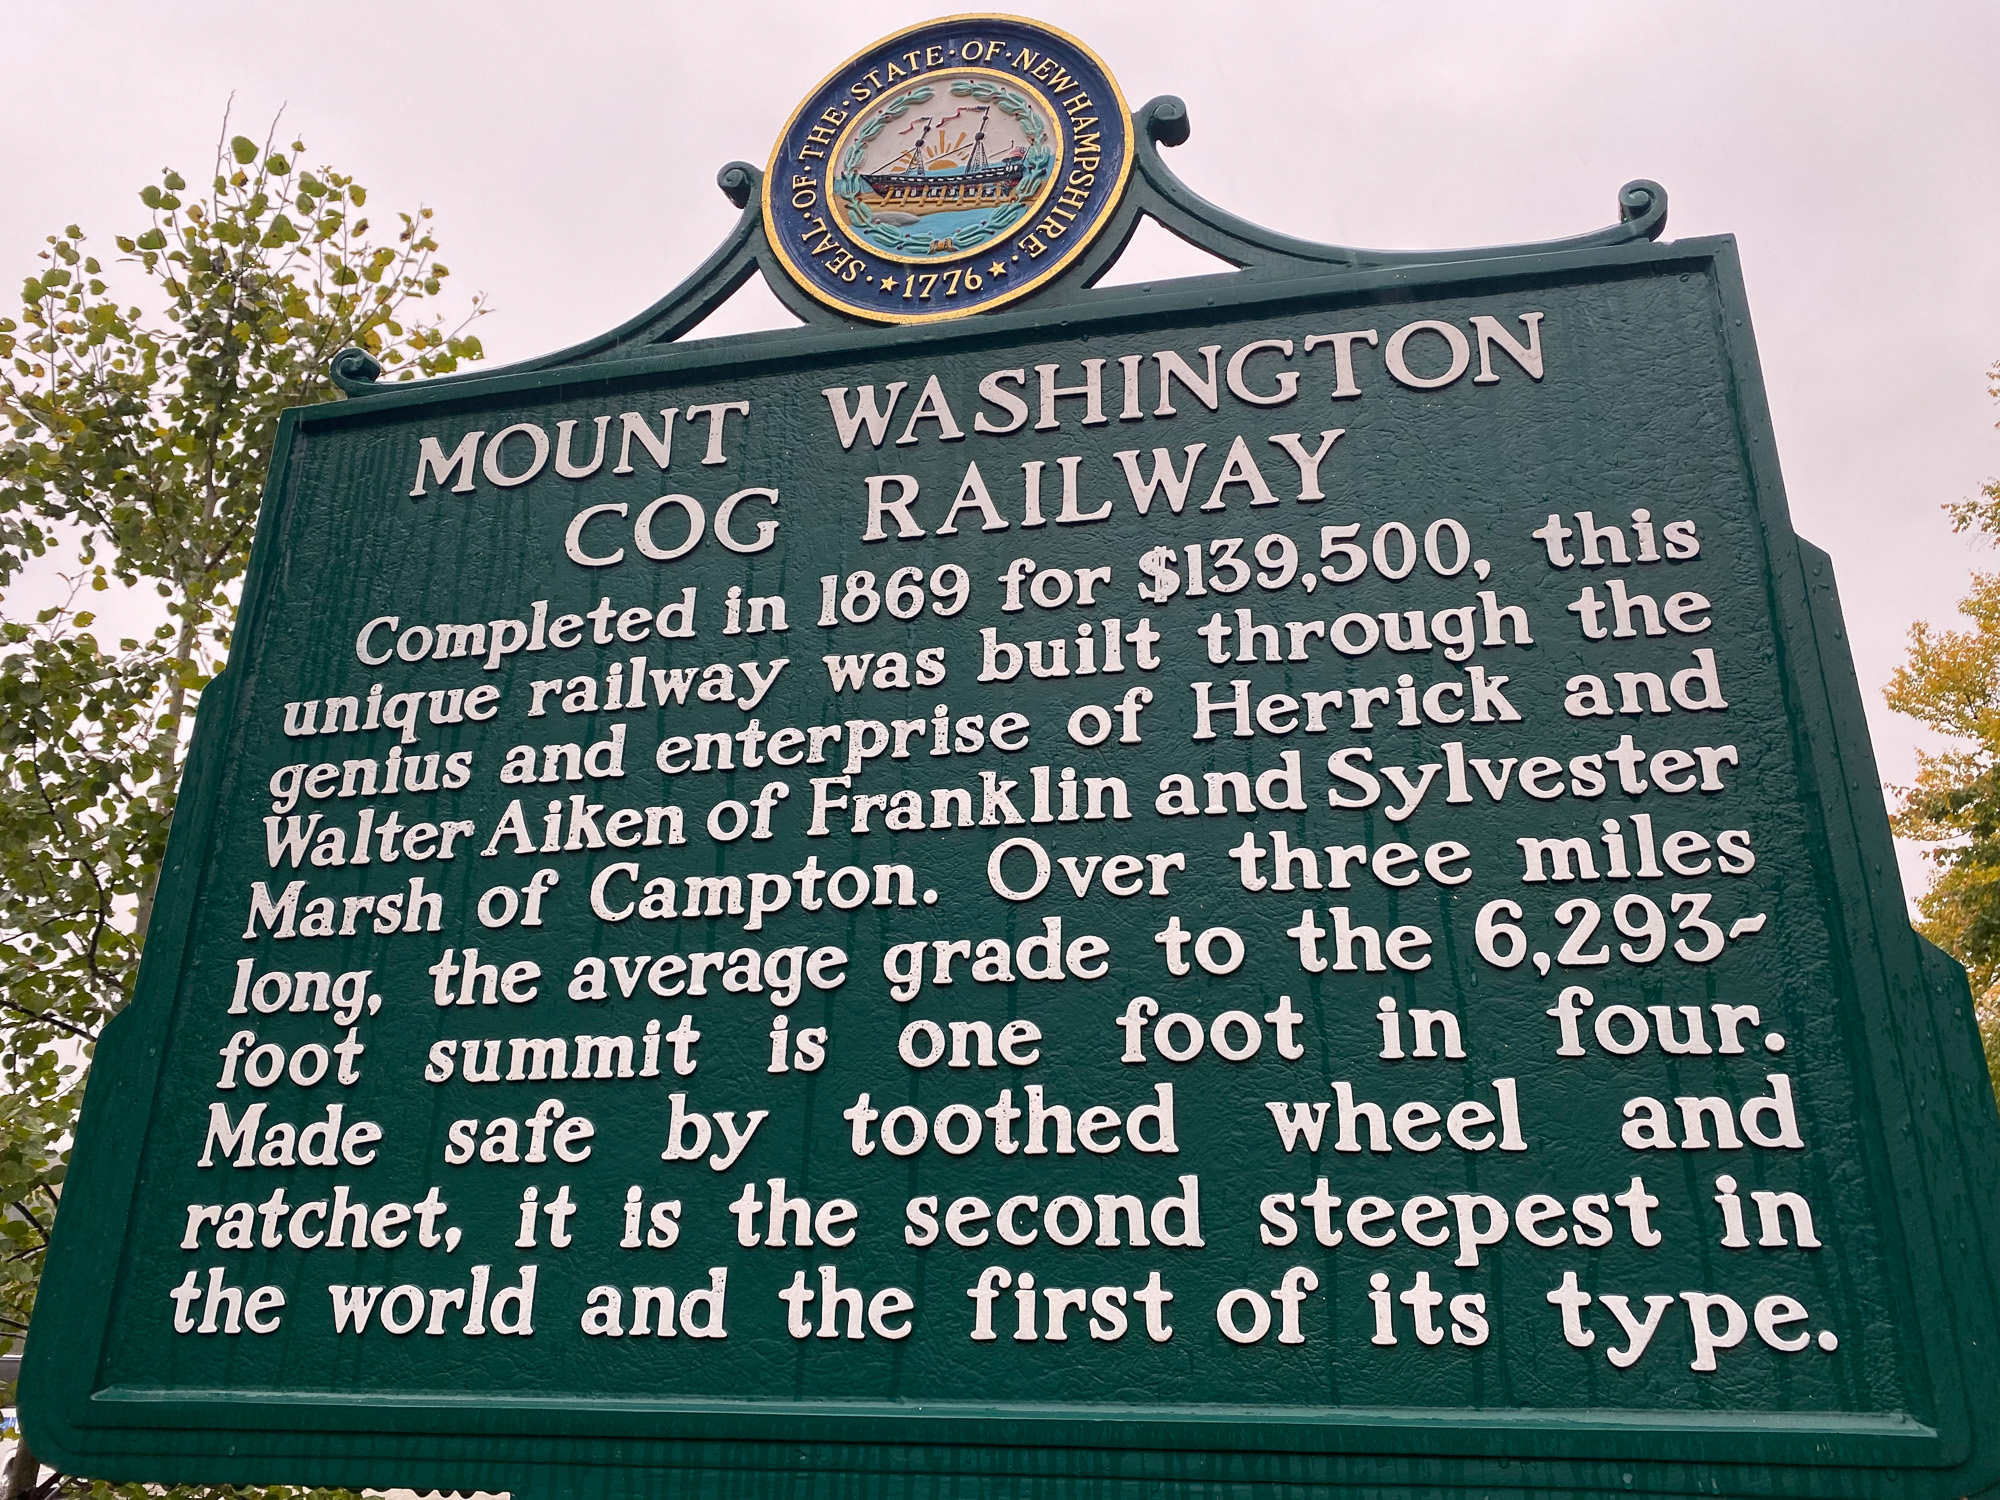 SEAL·OF·THE·STATE·OF·NEW HAMPSHIRE·
★1776★
MOUNT WASHINGTON
COG RAILWAY
Completed in 1869 for $139,500, this
unique railway was built through the
genius and enterprise of Herrick and
Walter Aiken of Franklin and Sylvester
Marsh of Campton. Over three miles
long, the average grade to the 6,293-
foot summit is one foot in four.
Made safe by toothed wheel and
ratchet, it is the second steepest in
the world and the first of its type.